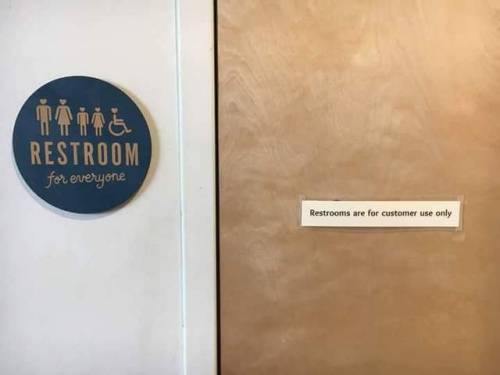 RESTROOM
for everyone
Restrooms are for customer use only